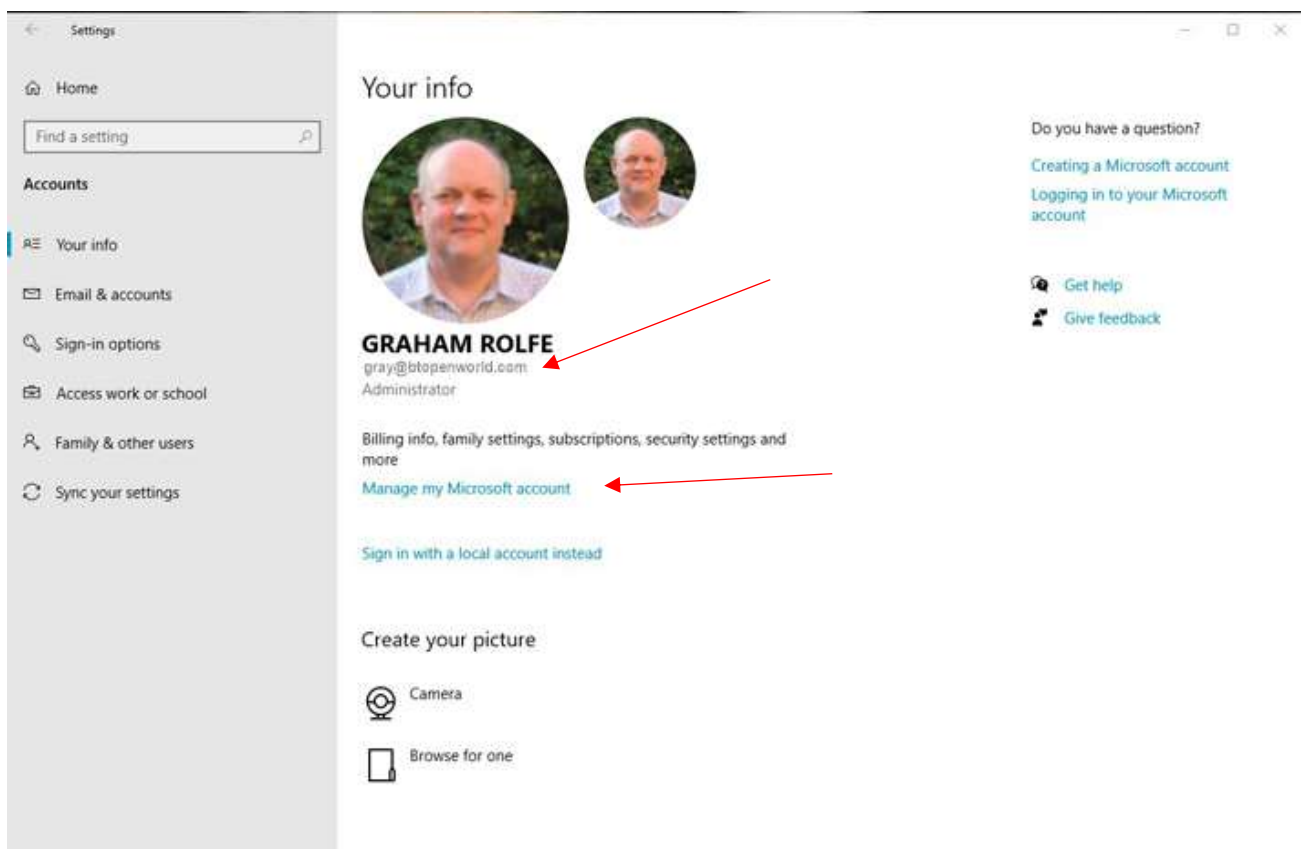 Settings
Home
Find a setting
Accounts
Your info
Email & accounts
Sign-in options
Access work or school
Family & other users
Sync your settings
Your info
GRAHAM ROLFE
gray@btopenworld.com
Administrator
Billing info, family settings, subscriptions, security settings and
more
Manage my Microsoft account
Sign in with a local account instead
Create your picture
Camera
Browse for one
Do you have a question?
Creating a Microsoft account
Logging in to your Microsoft
account
Get help
Give feedback